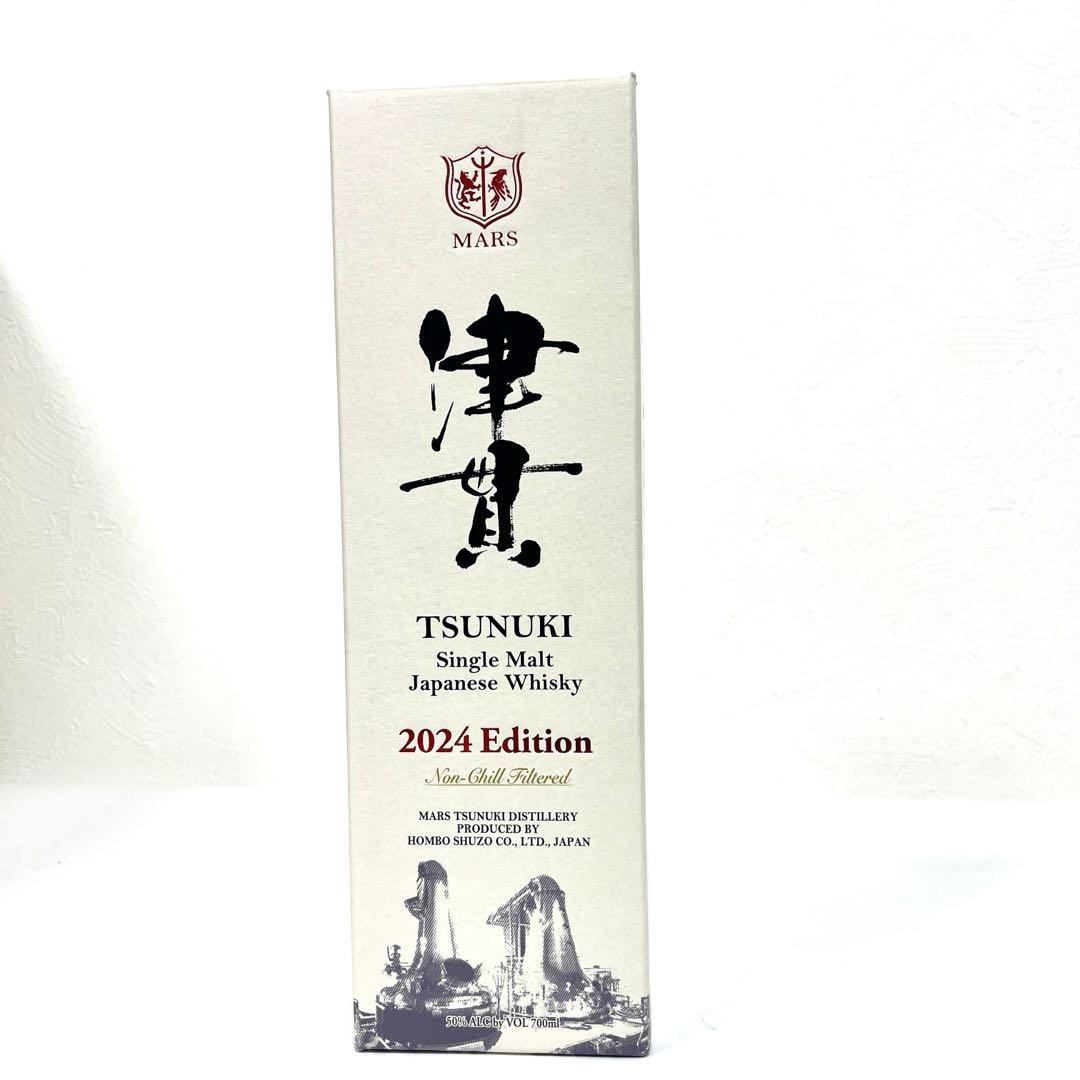 MARS
津
貫
TSUNUKI
Single Malt
Japanese Whisky
2024 Edition
Non-Chill Filtered
MARS TSUNUKI DISTILLERY
PRODUCED BY
HOMBO SHUZO CO., LTD., JAPAN
50% ALC by VOL 700ml